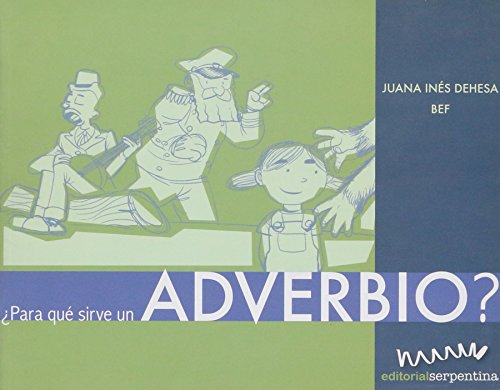 JUANA INÉS DEHESA
BEF
¿Para qué sirve un ADVERBIO?
editorialserpentina